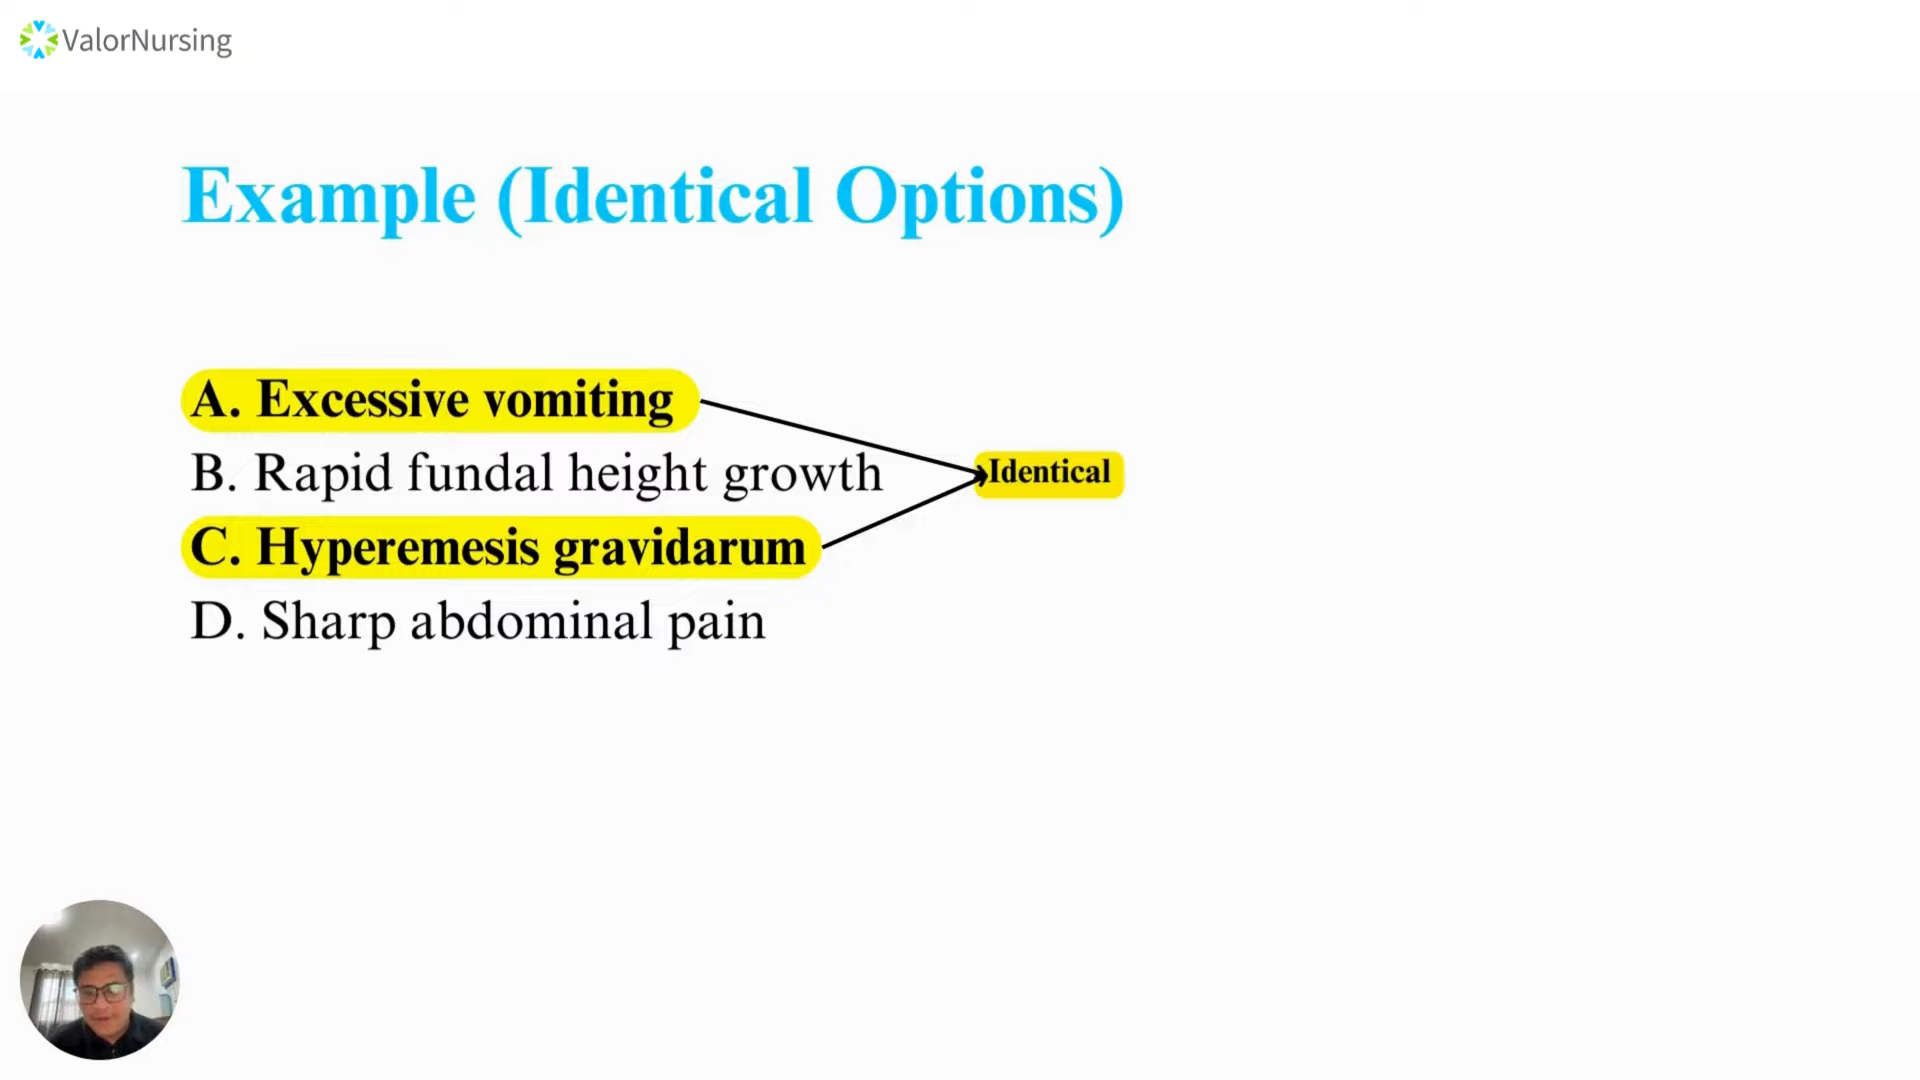 ValorNursing
Example (Identical Options)
A. Excessive vomiting
B. Rapid fundal height growth
Identical
C. Hyperemesis gravidarum
D. Sharp abdominal pain